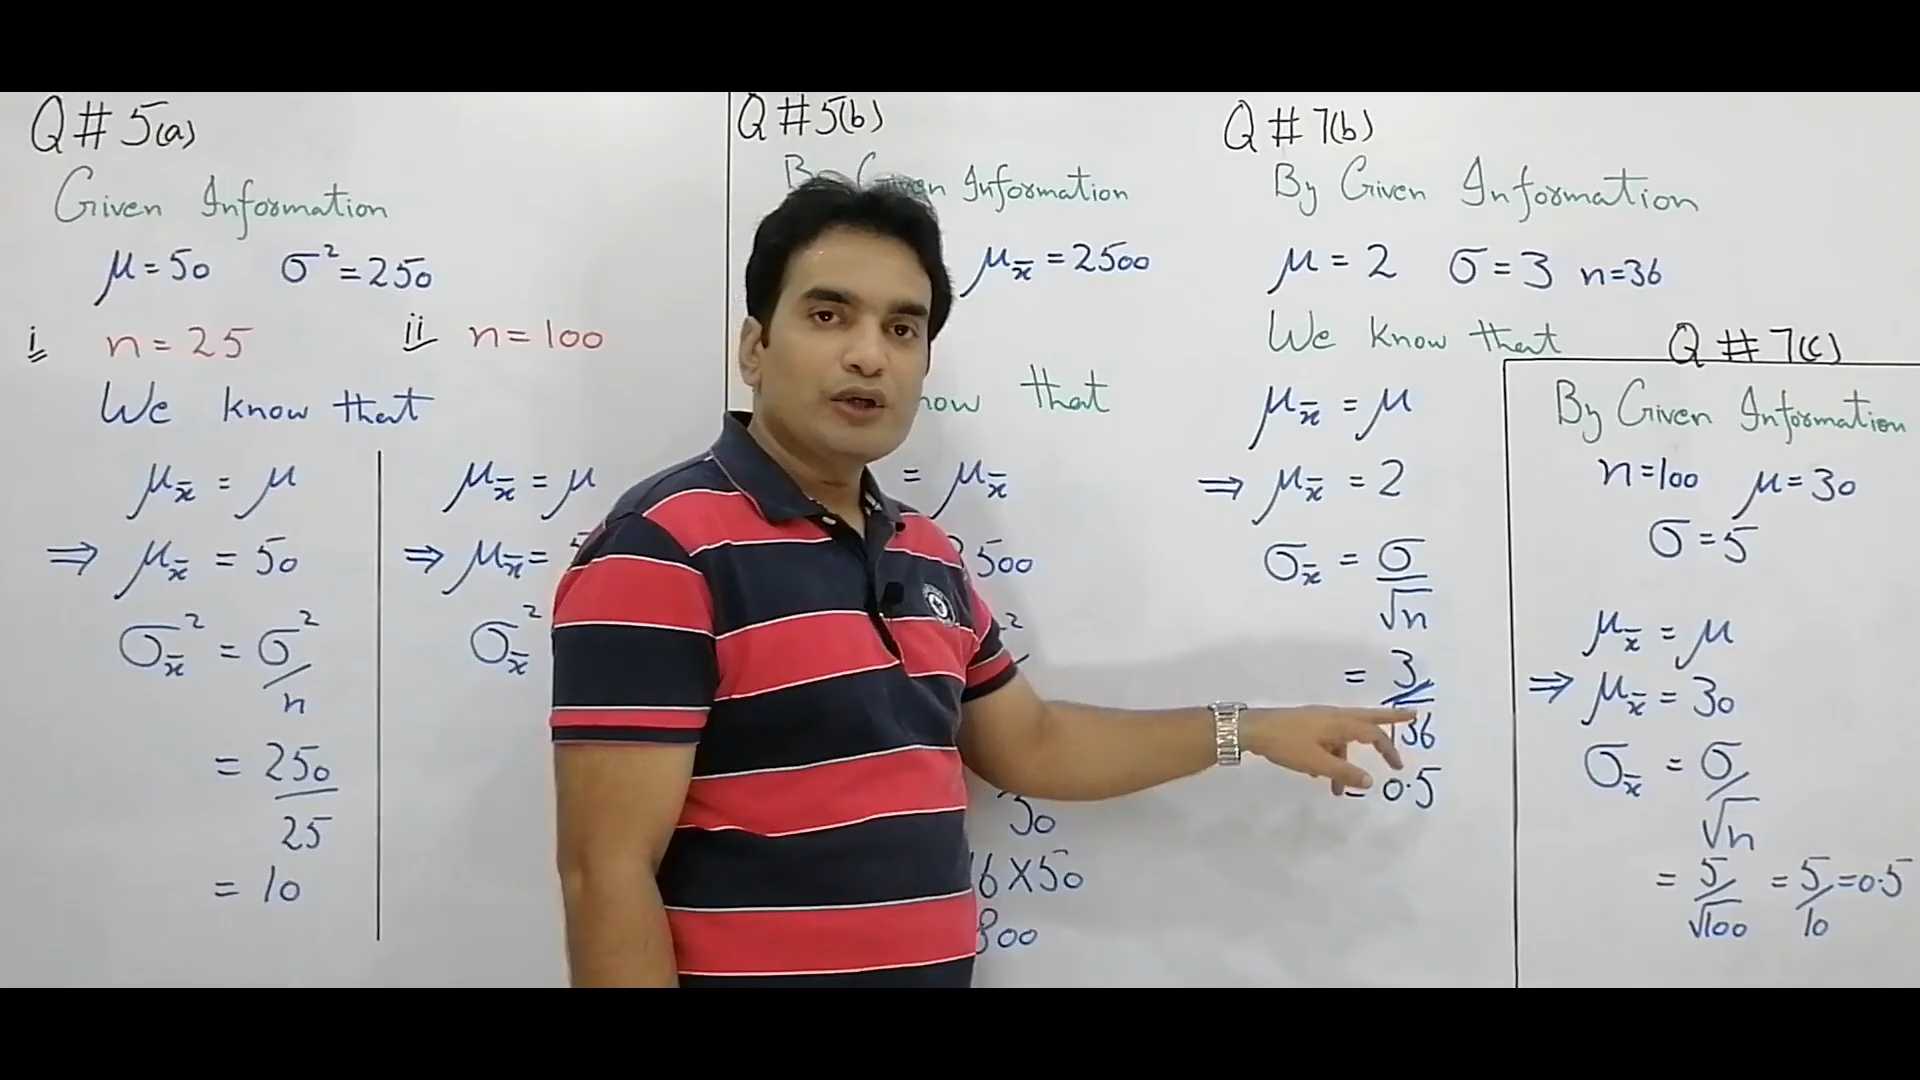 Q # 5(a)
Given Information
μ = 50 σ² = 250
i n = 25 ii n = 100
We know that
μx̄ = μ
⇒ μx̄ = 50
σx̄² = σ²/n
= 250/25
= 10
μx̄ = μ
⇒ μx̄ =
σx̄²
Q # 5(b)
By Given Information
μx̄ = 2500
that
= μx̄
500
30
6 × 50
800
Q # 7(b)
By Given Information
μ = 2 σ = 3 n = 36
We know that
μx̄ = μ
⇒ μx̄ = 2
σx̄ = σ/√n
= 3/√36
= 0.5
Q # 7(c)
By Given Information
n = 100 μ = 30
σ = 5
μx̄ = μ
⇒ μx̄ = 30
σx̄ = σ/√n
= 5/√100 = 5/10 = 0.5